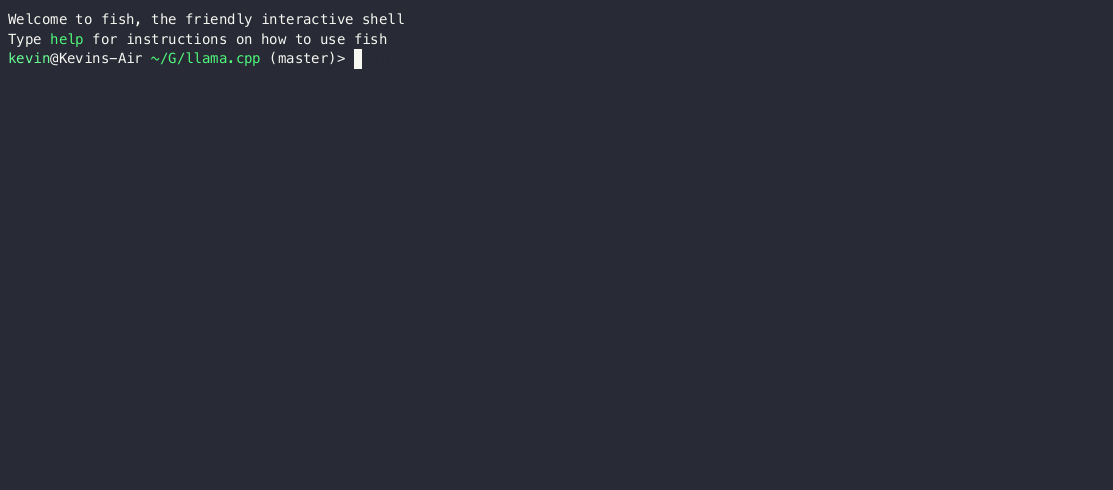 Welcome to fish, the friendly interactive shell
Type help for instructions on how to use fish
kevin@Kevins-Air ~/G/llama.cpp (master)>